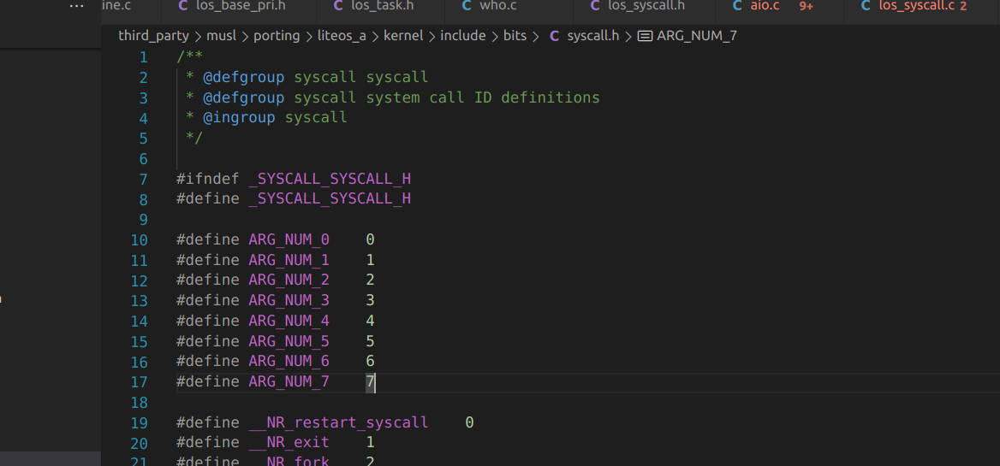 ine.c C los_base_pri.h C los_task.h C who.c C los_syscall.h C aio.c 9+ C los_syscall.c 2
third_party > musl > porting > liteos_a > kernel > include > bits > C syscall.h > ARG_NUM_7
1 /**
2 * @defgroup syscall syscall
3 * @defgroup syscall system call ID definitions
4 * @ingroup syscall
5 */
6
7 #ifndef _SYSCALL_SYSCALL_H
8 #define _SYSCALL_SYSCALL_H
9
10 #define ARG_NUM_0 0
11 #define ARG_NUM_1 1
12 #define ARG_NUM_2 2
13 #define ARG_NUM_3 3
14 #define ARG_NUM_4 4
15 #define ARG_NUM_5 5
16 #define ARG_NUM_6 6
17 #define ARG_NUM_7 7
18
19 #define __NR_restart_syscall 0
20 #define __NR_exit 1
21 #define __NR_fork 2